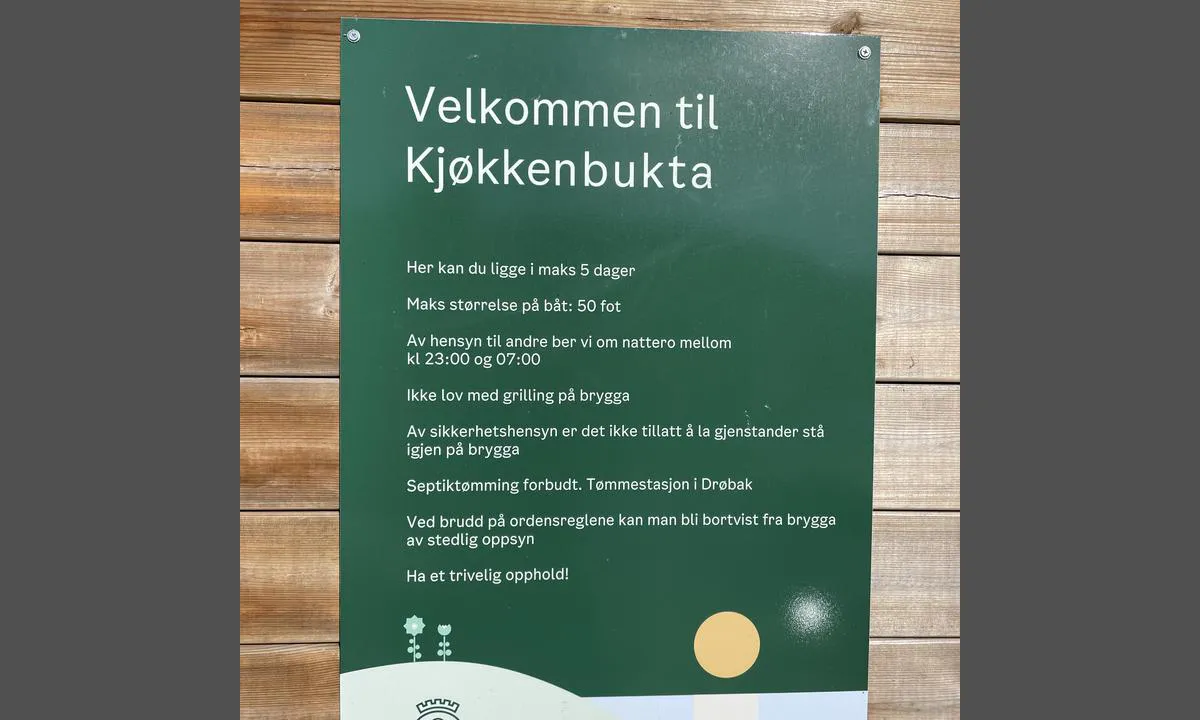 Velkommen til
Kjøkkenbukta
Her kan du ligge i maks 5 dager
Maks størrelse på båt: 50 fot
Av hensyn til andre ber vi om nattero mellom
kl 23:00 og 07:00
Ikke lov med grilling på brygga
Av sikkerhetshensyn er det ikke tillatt å la gjenstander stå
igjen på brygga
Septiktømming forbudt. Tømmestasjon i Drøbak
Ved brudd på ordensreglene kan man bli bortvist fra brygga
av stedlig oppsyn
Ha et trivelig opphold!